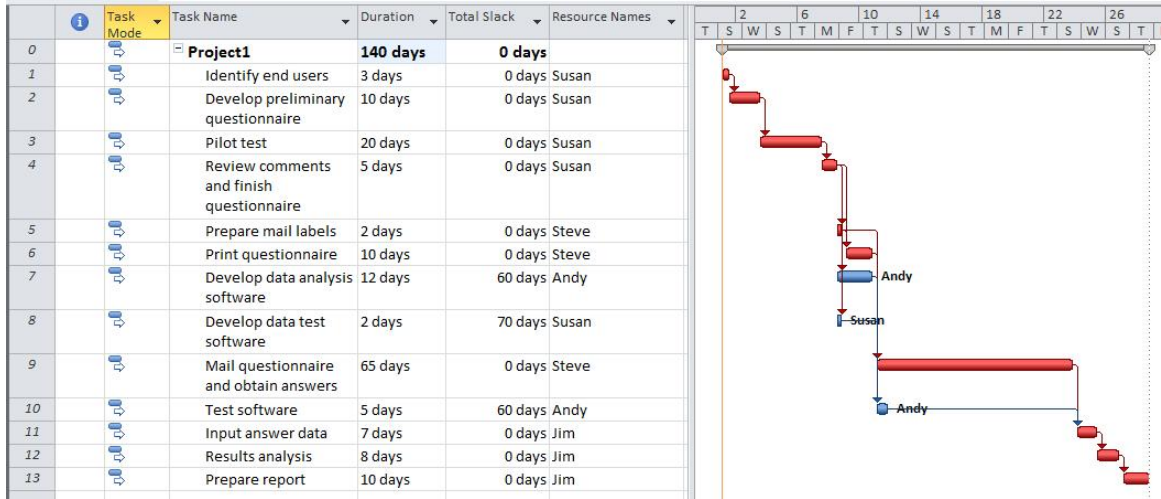 Task Mode Task Name Duration Total Slack Resource Names
2 6 10 14 18 22 26
T S W S T M F T S W S T M F T S W S T
0 Project1 140 days 0 days
1 Identify end users 3 days 0 days Susan
2 Develop preliminary questionnaire 10 days 0 days Susan
3 Pilot test 20 days 0 days Susan
4 Review comments and finish questionnaire 5 days 0 days Susan
5 Prepare mail labels 2 days 0 days Steve
6 Print questionnaire 10 days 0 days Steve
7 Develop data analysis software 12 days 60 days Andy Andy
8 Develop data test software 2 days 70 days Susan Susan
9 Mail questionnaire and obtain answers 65 days 0 days Steve
10 Test software 5 days 60 days Andy Andy
11 Input answer data 7 days 0 days Jim
12 Results analysis 8 days 0 days Jim
13 Prepare report 10 days 0 days Jim